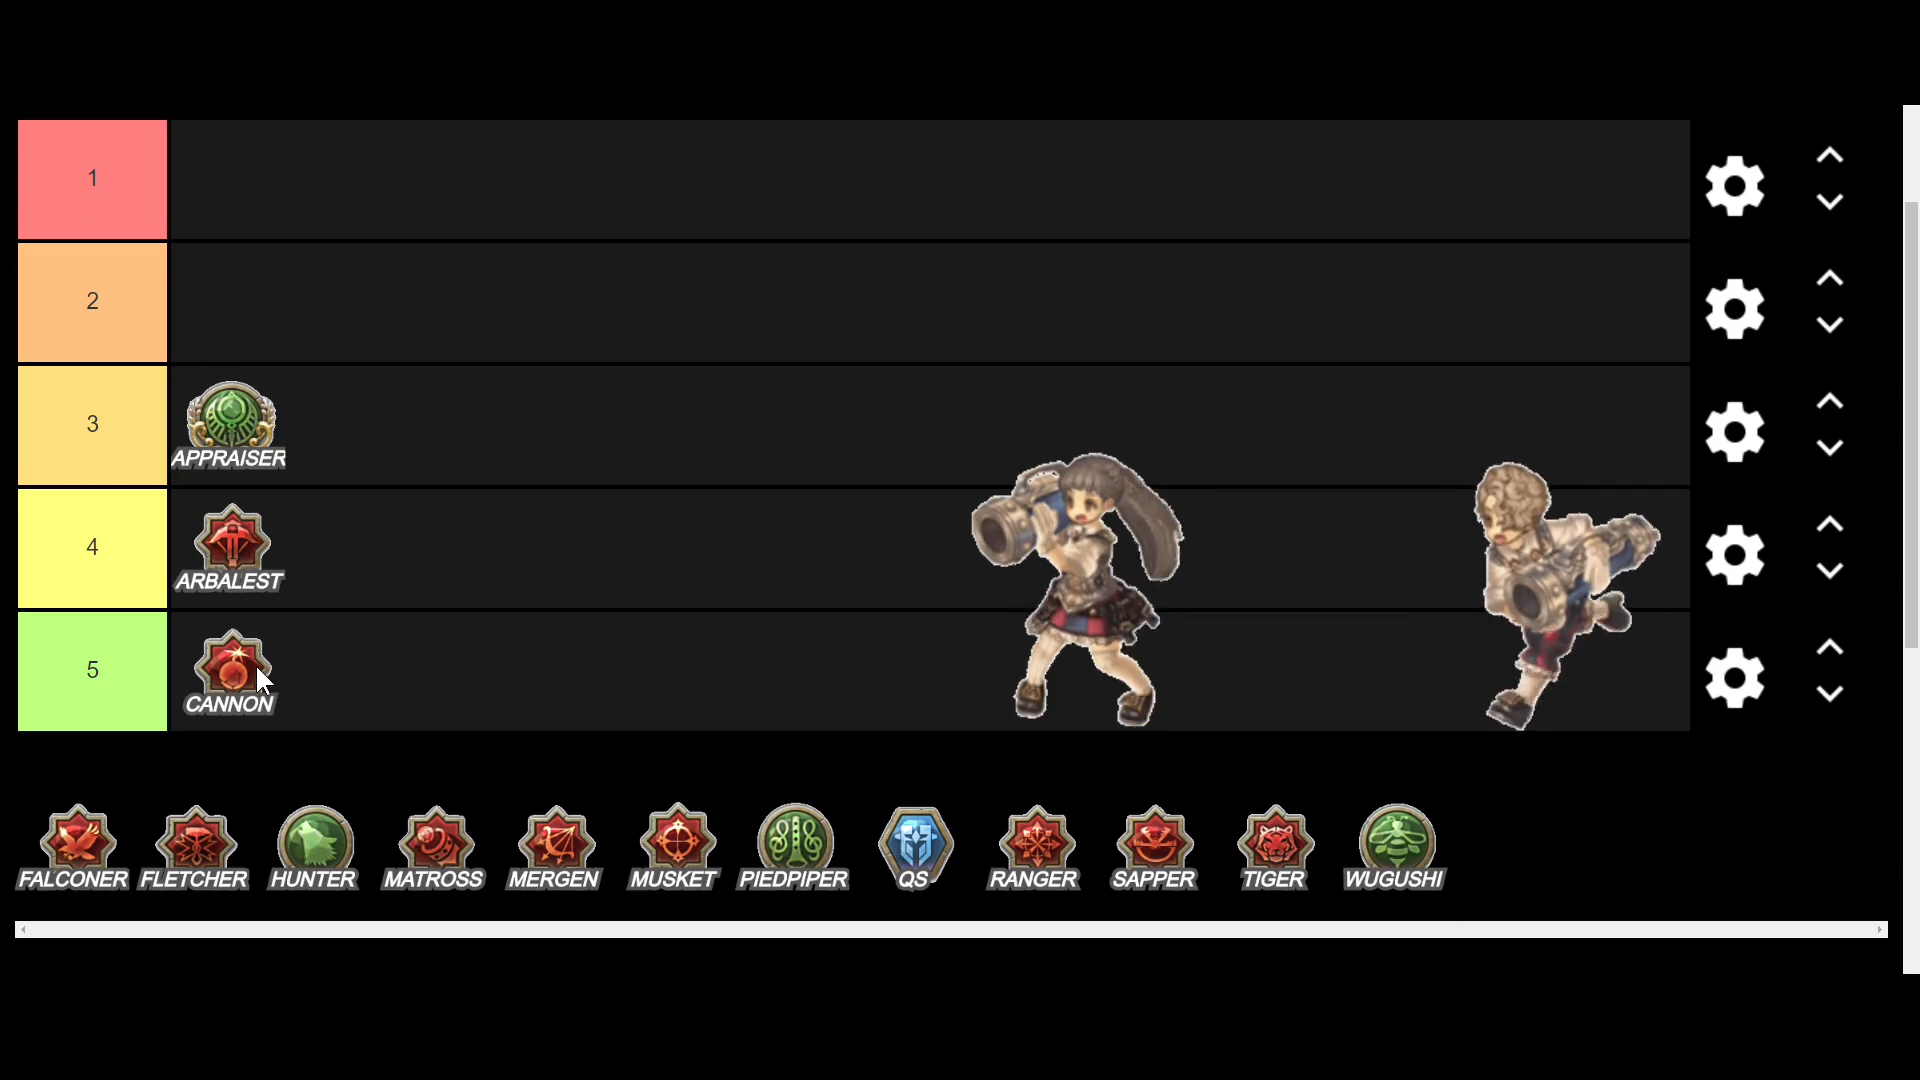 1
2
3
APPRAISER
4
ARBALEST
5
CANNON
FALCONER FLETCHER HUNTER MATROSS MERGEN MUSKET PIEDPIPER QS RANGER SAPPER TIGER WUGUSHI